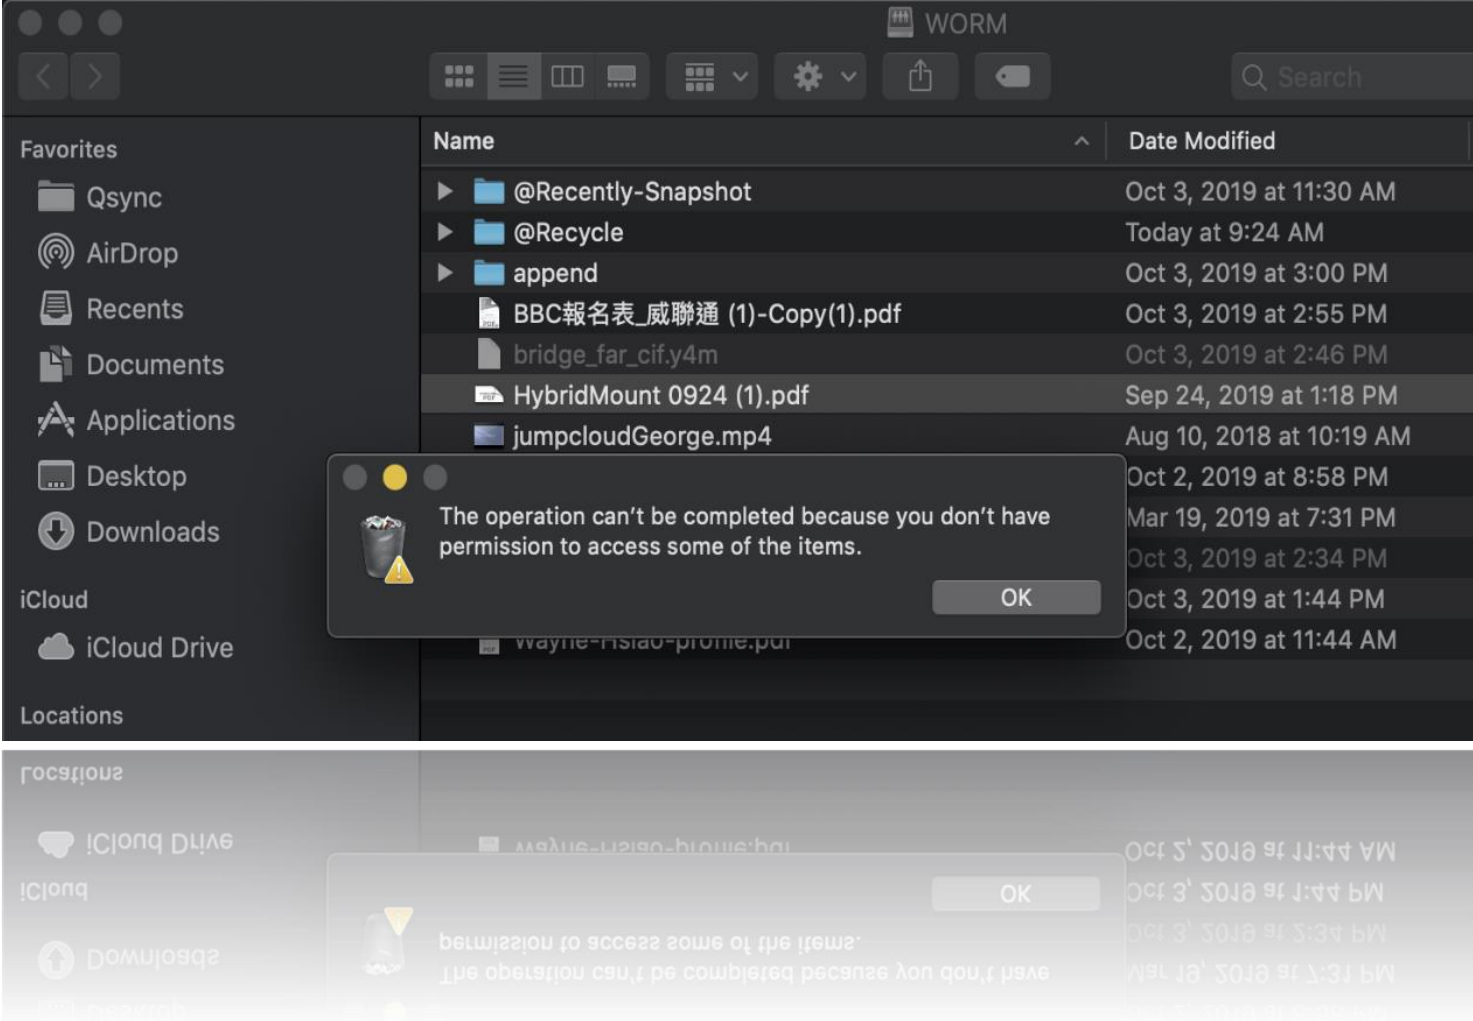 WORM
Search
Favorites
Qsync
AirDrop
Recents
Documents
Applications
Desktop
Downloads
iCloud
iCloud Drive
Locations
Name
Date Modified
@Recently-Snapshot
Oct 3, 2019 at 11:30 AM
@Recycle
Today at 9:24 AM
append
Oct 3, 2019 at 3:00 PM
BBC報名表_威聯通 (1)-Copy(1).pdf
Oct 3, 2019 at 2:55 PM
bridge_far_cif.y4m
Oct 3, 2019 at 2:46 PM
HybridMount 0924 (1).pdf
Sep 24, 2019 at 1:18 PM
jumpcloudGeorge.mp4
Aug 10, 2018 at 10:19 AM
Oct 2, 2019 at 8:58 PM
Mar 19, 2019 at 7:31 PM
Oct 3, 2019 at 2:34 PM
Oct 3, 2019 at 1:44 PM
Wayne-Hsiao-profile.pdf
Oct 2, 2019 at 11:44 AM
The operation can't be completed because you don't have
permission to access some of the items.
OK